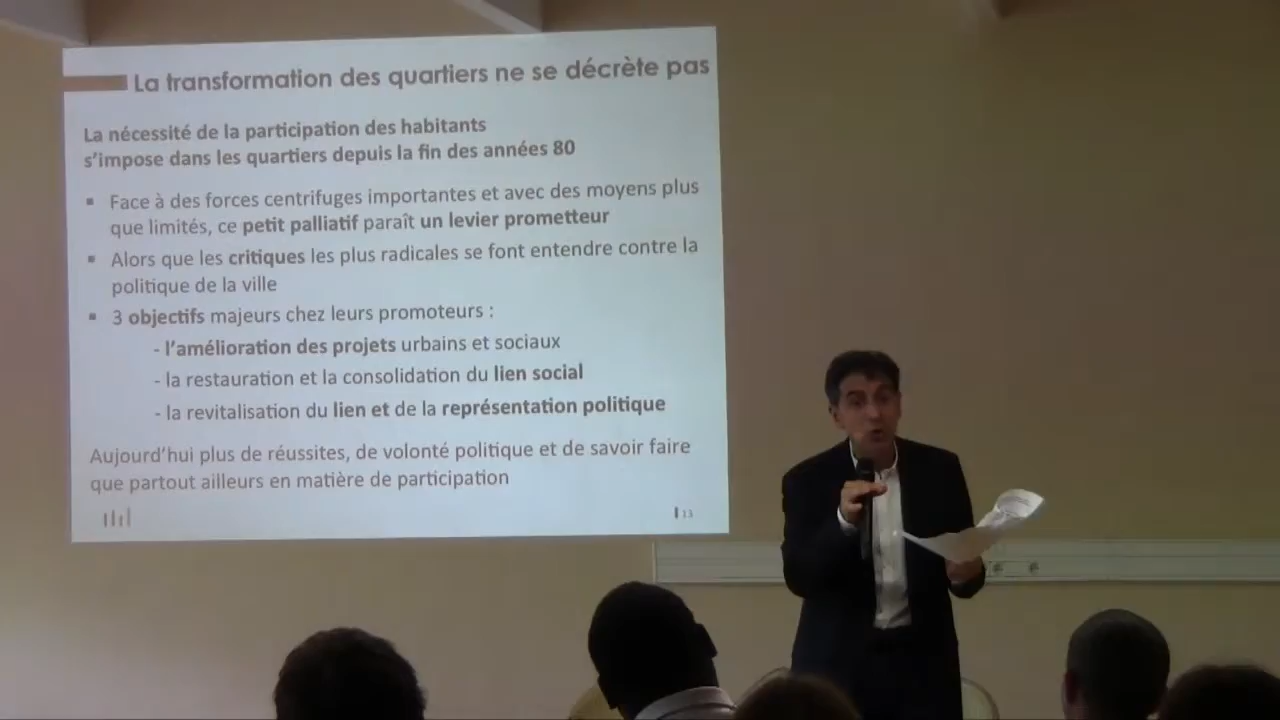 La transformation des quartiers ne se décrète pas
La nécessité de la participation des habitants
s'impose dans les quartiers depuis la fin des années 80
▪ Face à des forces centrifuges importantes et avec des moyens plus
que limités, ce petit palliatif paraît un levier prometteur
▪ Alors que les critiques les plus radicales se font entendre contre la
politique de la ville
▪ 3 objectifs majeurs chez leurs promoteurs :
- l'amélioration des projets urbains et sociaux
- la restauration et la consolidation du lien social
- la revitalisation du lien et de la représentation politique
Aujourd'hui plus de réussites, de volonté politique et de savoir faire
que partout ailleurs en matière de participation
13